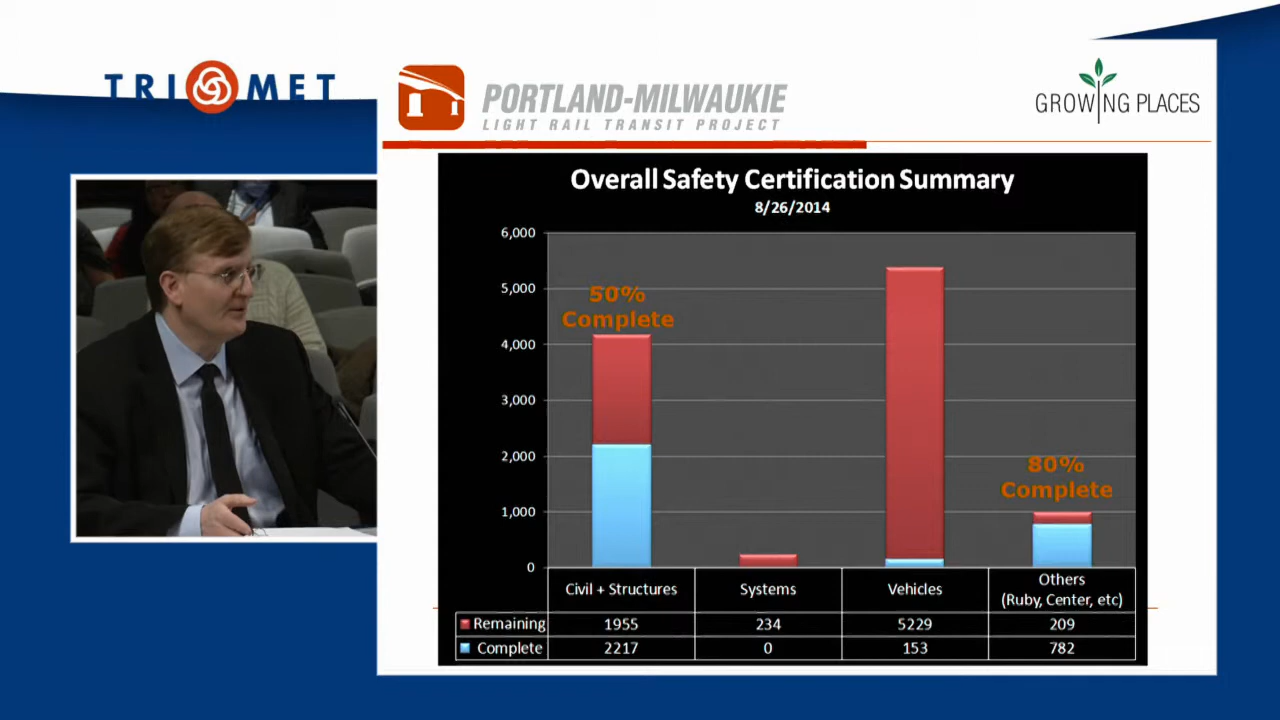 TRI MET
PORTLAND-MILWAUKIE
LIGHT RAIL TRANSIT PROJECT
GROWING PLACES
Overall Safety Certification Summary
8/26/2014
6,000
5,000
4,000
3,000
2,000
1,000
0
50%
Complete
80%
Complete
Civil + Structures Systems Vehicles Others
(Ruby, Center, etc)
Remaining 1955 234 5229 209
Complete 2217 0 153 782